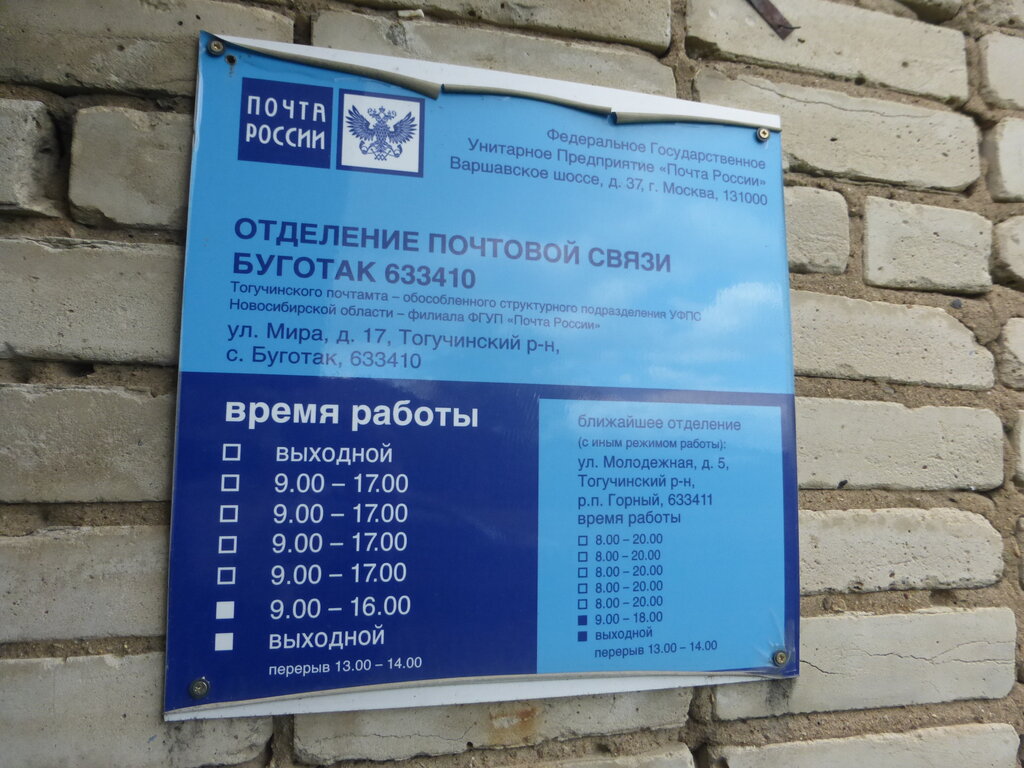 ПОЧТА
РОССИИ
Федеральное Государственное
Унитарное Предприятие «Почта России»
Варшавское шоссе, д. 37, г. Москва, 131000
ОТДЕЛЕНИЕ ПОЧТОВОЙ СВЯЗИ
БУГОТАК 633410
Тогучинского почтамта – обособленного структурного подразделения УФПС
Новосибирской области – филиала ФГУП «Почта России»
ул. Мира, д. 17, Тогучинский р-н,
с. Буготак, 633410
время работы
выходной
9.00 – 17.00
9.00 – 17.00
9.00 – 17.00
9.00 – 17.00
9.00 – 16.00
выходной
перерыв 13.00 – 14.00
ближайшее отделение
(с иным режимом работы):
ул. Молодежная, д. 5,
Тогучинский р-н,
р.п. Горный, 633411
время работы
8.00 – 20.00
8.00 – 20.00
8.00 – 20.00
8.00 – 20.00
8.00 – 20.00
9.00 – 18.00
выходной
перерыв 13.00 – 14.00